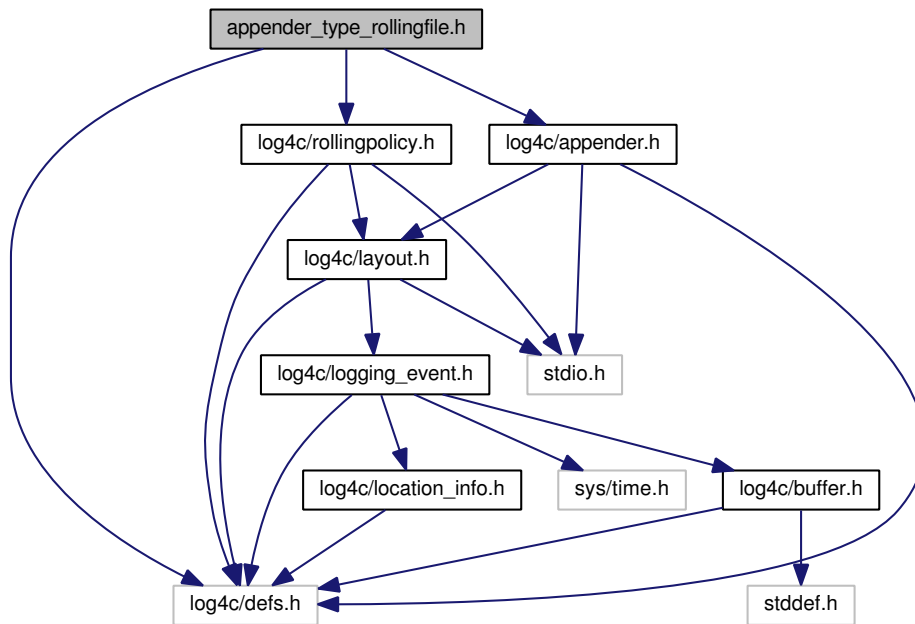 appender_type_rollingfile.h
log4c/rollingpolicy.h
log4c/appender.h
log4c/layout.h
log4c/logging_event.h
stdio.h
log4c/location_info.h
sys/time.h
log4c/buffer.h
log4c/defs.h
stddef.h